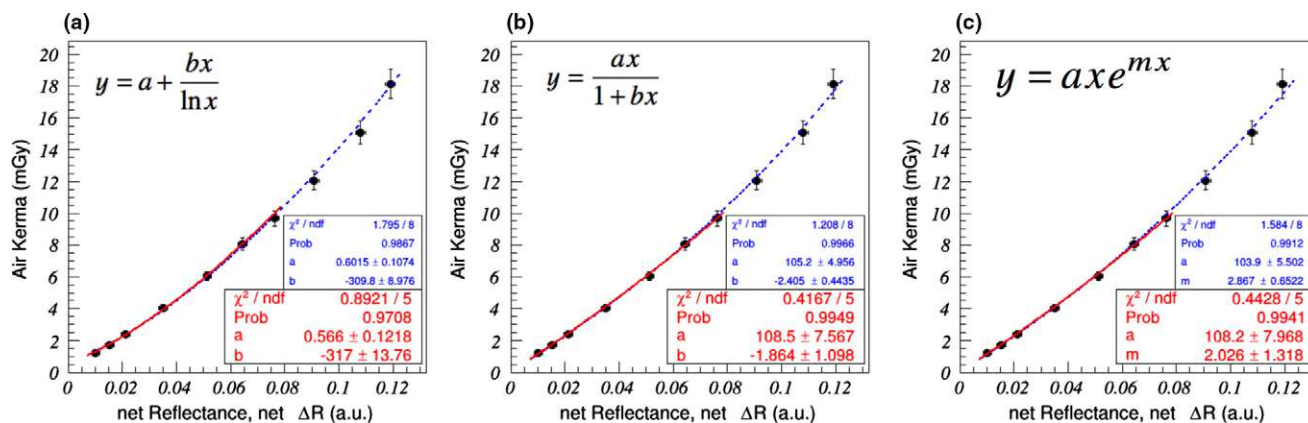 (a)
y = a + bx / ln x
Air Kerma (mGy)
20
18
16
14
12
10
8
6
4
2
0
χ² / ndf 1.795 / 8
Prob 0.9867
a 0.6015 ± 0.1074
b -309.8 ± 8.976
χ² / ndf 0.8921 / 5
Prob 0.9708
a 0.566 ± 0.1218
b -317 ± 13.76
0 0.02 0.04 0.06 0.08 0.1 0.12
net Reflectance, net ΔR (a.u.)
(b)
y = ax / 1 + bx
Air Kerma (mGy)
20
18
16
14
12
10
8
6
4
2
0
χ² / ndf 1.208 / 8
Prob 0.9966
a 105.2 ± 4.956
b -2.405 ± 0.4435
χ² / ndf 0.4167 / 5
Prob 0.9949
a 108.5 ± 7.567
b -1.864 ± 1.098
0 0.02 0.04 0.06 0.08 0.1 0.12
net Reflectance, net ΔR (a.u.)
(c)
y = axe^{mx}
Air Kerma (mGy)
20
18
16
14
12
10
8
6
4
2
0
χ² / ndf 1.584 / 8
Prob 0.9912
a 103.9 ± 5.502
m 2.867 ± 0.6522
χ² / ndf 0.4428 / 5
Prob 0.9941
a 108.2 ± 7.968
m 2.026 ± 1.318
0 0.02 0.04 0.06 0.08 0.1 0.12
net Reflectance, net ΔR (a.u.)